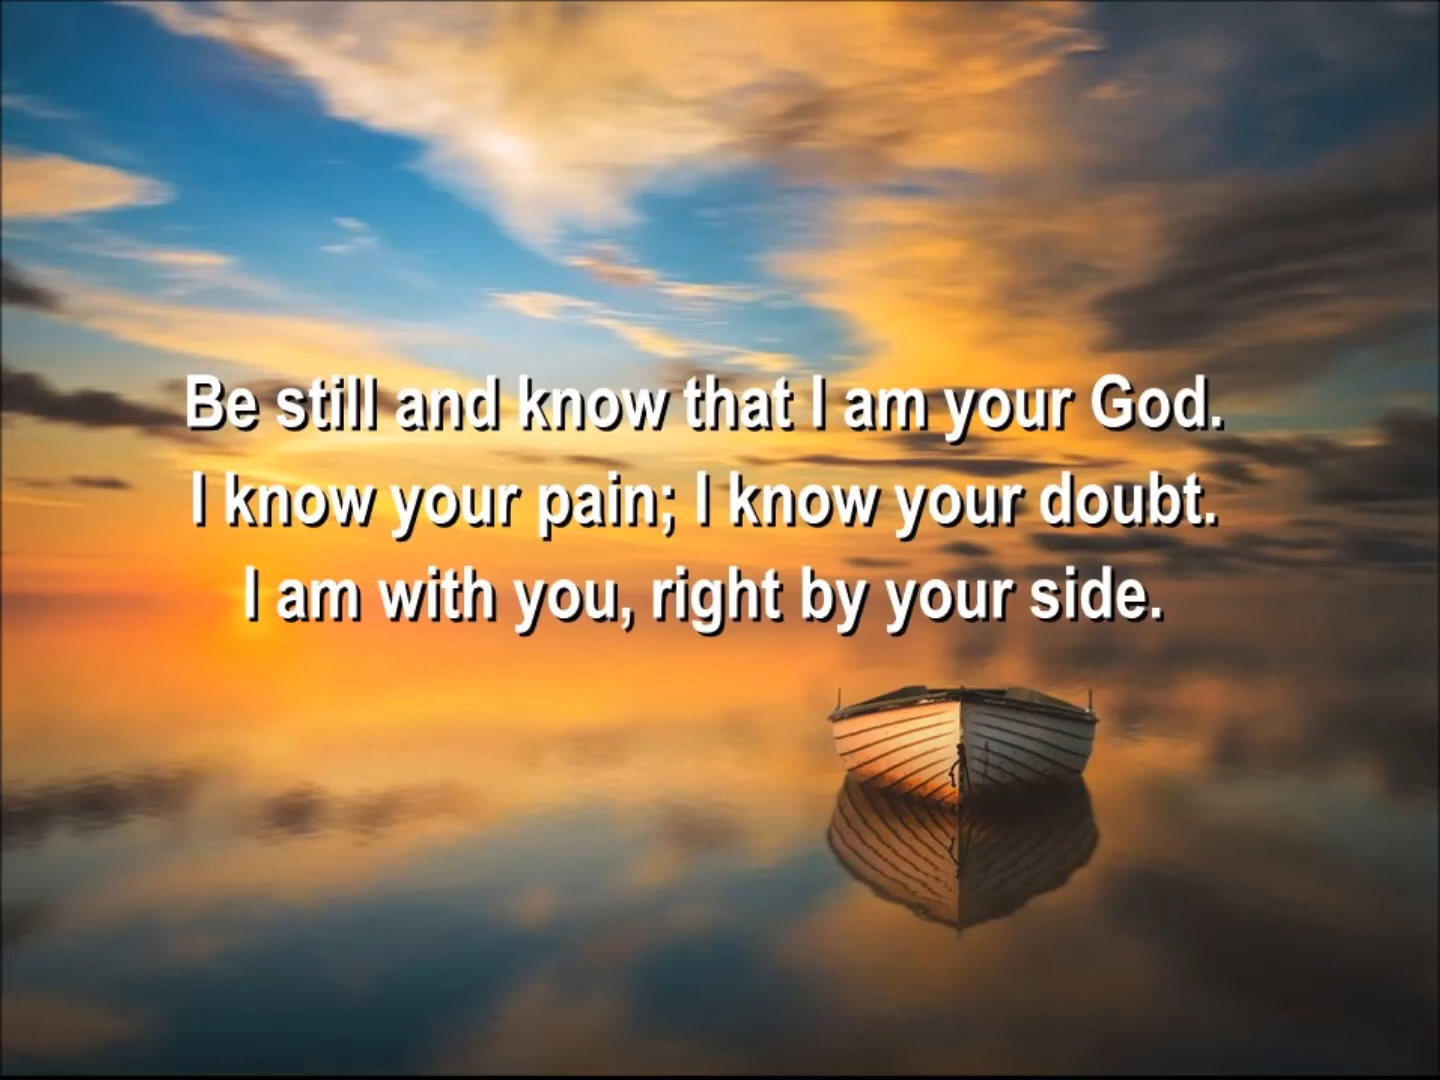 Be still and know that I am your God.
I know your pain; I know your doubt.
I am with you, right by your side.